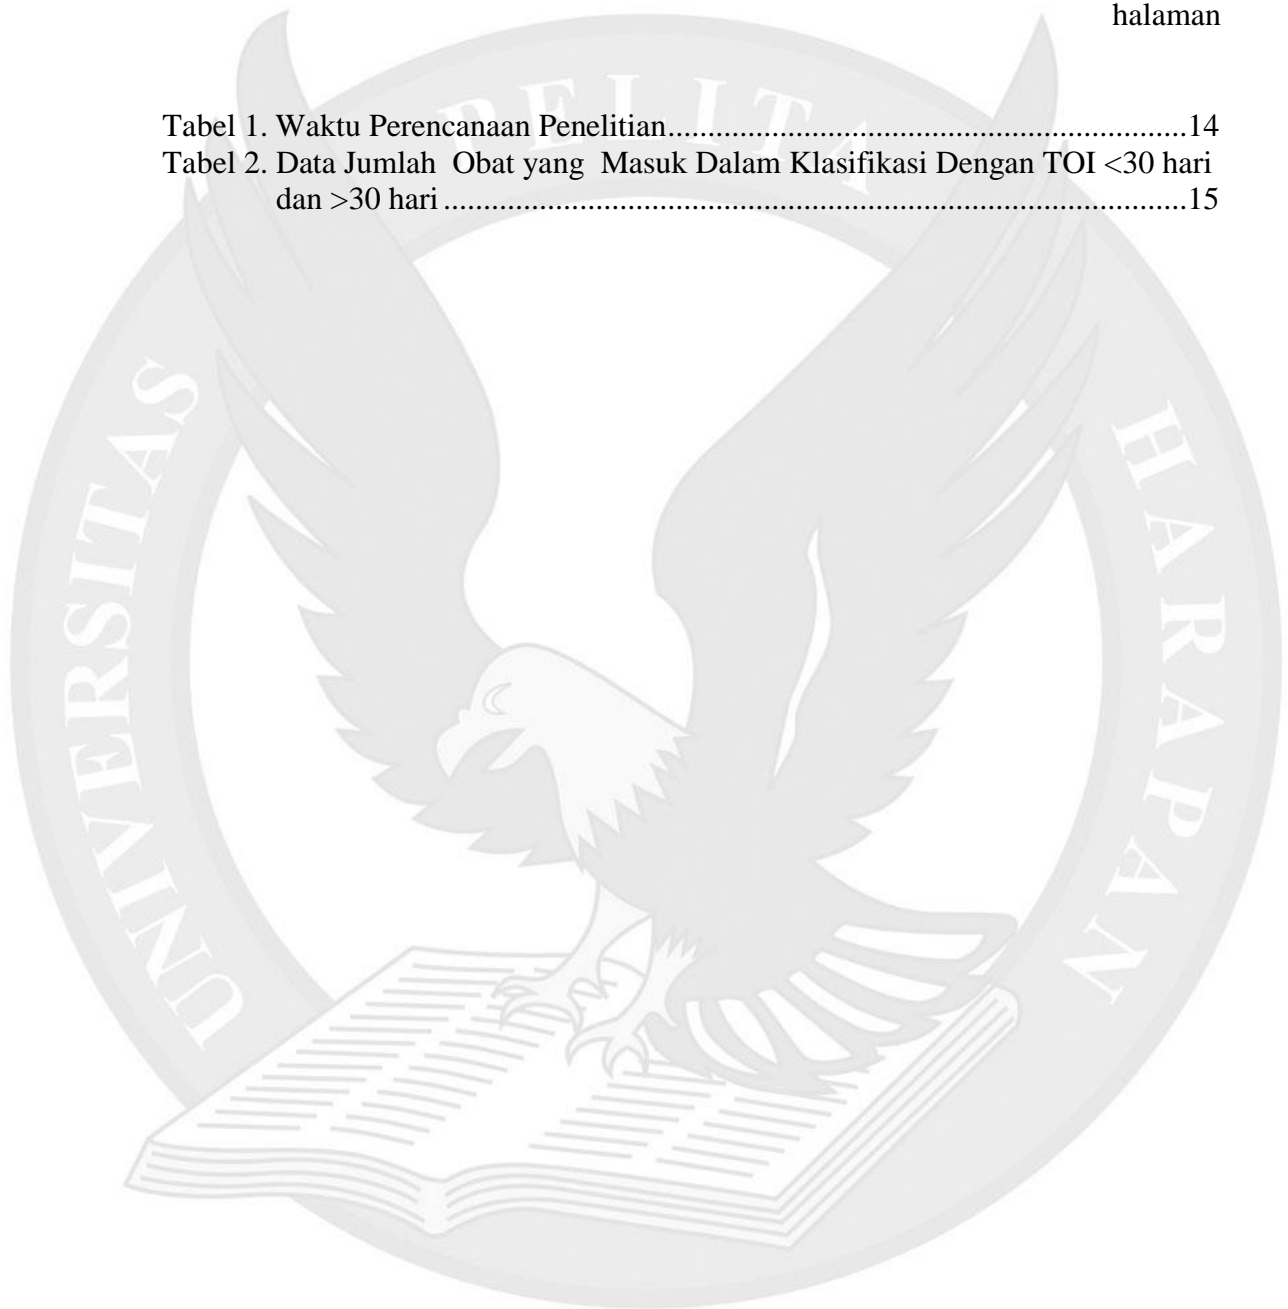 halaman
Tabel 1. Waktu Perencanaan Penelitian.................................................................14
Tabel 2. Data Jumlah  Obat yang  Masuk Dalam Klasifikasi Dengan TOI <30 hari
dan >30 hari.............................................................................................15
UNIVERSITAS PELITA HARAPAN